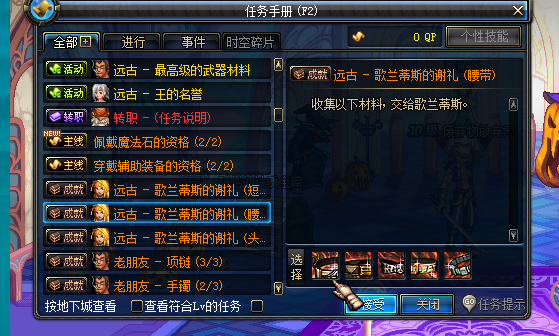 任务手册 (F2)
全部 进行 事件 时空碎片
0 QP 个性技能
活动 远古 - 最高级的武器材料
活动 远古 - 王的名誉
转职 转职 - (任务说明)
NEW!
主线 佩戴魔法石的资格 (2/2)
主线 穿戴辅助装备的资格 (2/2)
成就 远古 - 歌兰蒂斯的谢礼 (短...
成就 远古 - 歌兰蒂斯的谢礼 (腰...
成就 远古 - 歌兰蒂斯的谢礼 (头...
成就 老朋友 - 项链 (3/3)
成就 老朋友 - 手镯 (2/3)
按地下城查看 查看符合Lv的任务
成就 远古 - 歌兰蒂斯的谢礼 (腰带)
收集以下材料, 交给歌兰蒂斯。
选择
接受 关闭 GO 任务提示